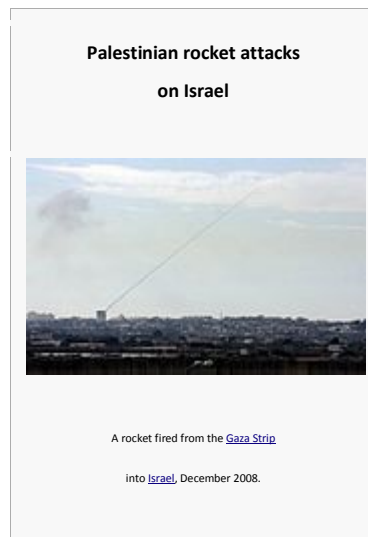 Palestinian rocket attacks
on Israel
A rocket fired from the Gaza Strip
into Israel, December 2008.